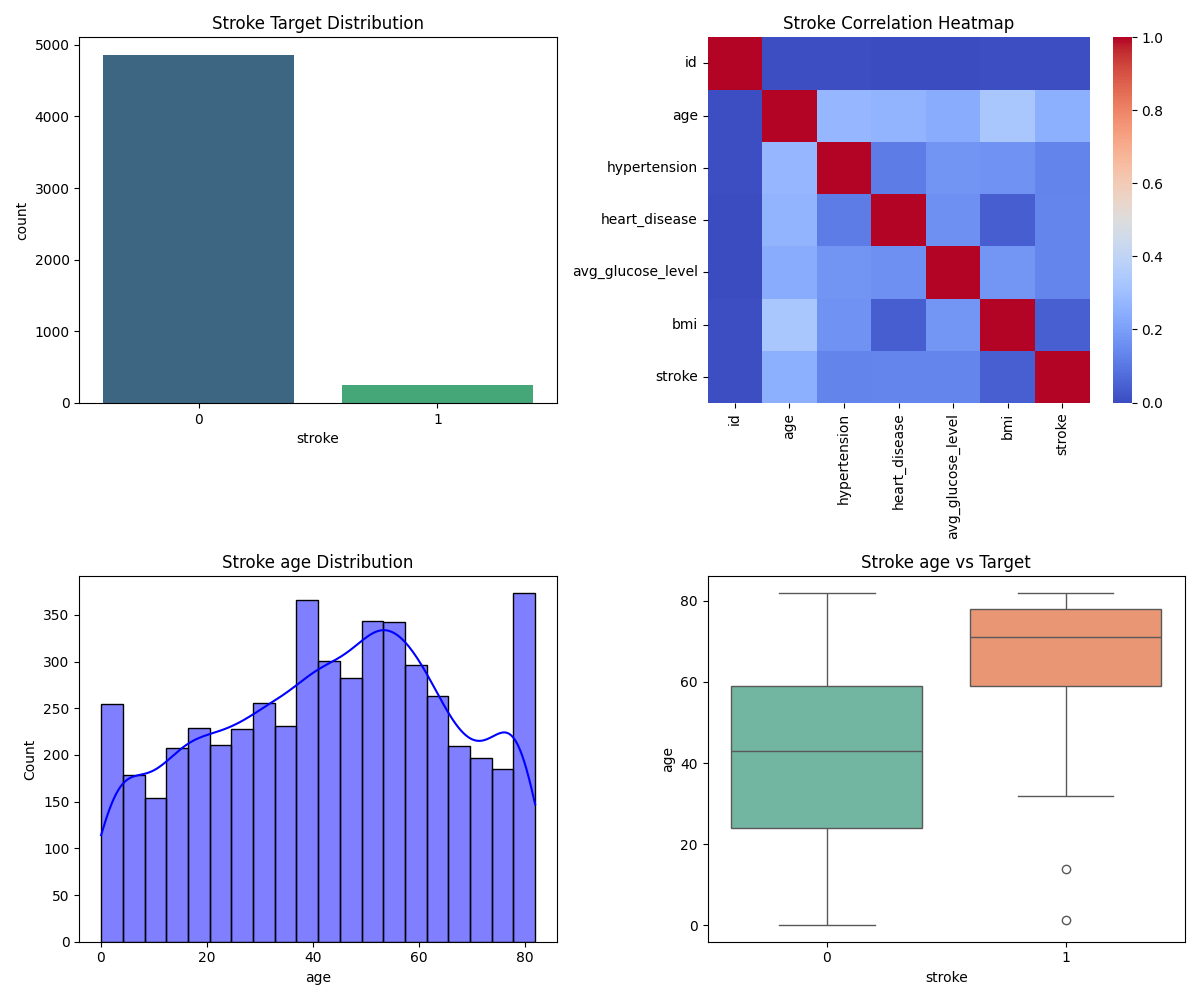 Stroke Target Distribution
5000
4000
3000
2000
1000
0
count
0 1
stroke
Stroke Correlation Heatmap
id
age
hypertension
heart_disease
avg_glucose_level
bmi
stroke
id age hypertension heart_disease avg_glucose_level bmi stroke
1.0
0.8
0.6
0.4
0.2
0.0
Stroke age Distribution
350
300
250
200
150
100
50
0
Count
0 20 40 60 80
age
Stroke age vs Target
80
60
40
20
0
age
0 1
stroke